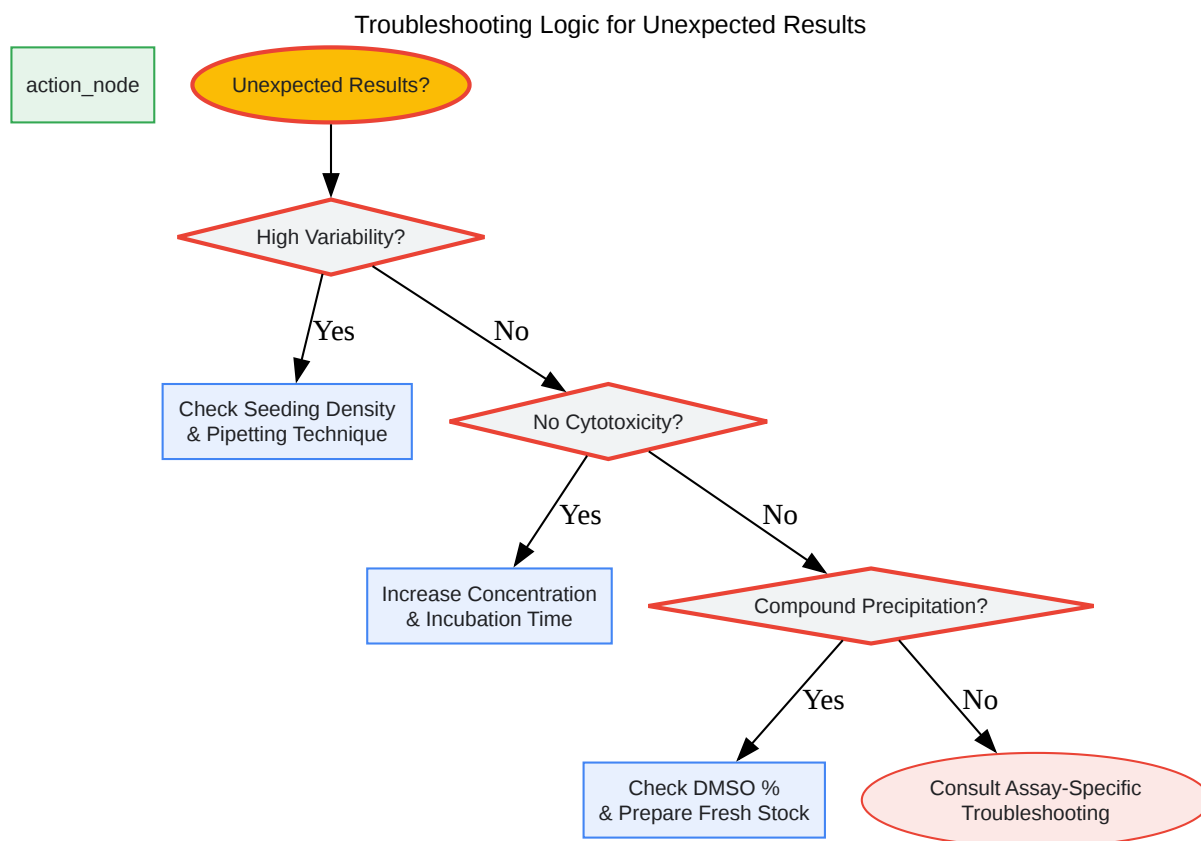 Troubleshooting Logic for Unexpected Results
action_node
Unexpected Results?
High Variability?
Yes
No
Check Seeding Density
& Pipetting Technique
No Cytotoxicity?
Yes
No
Increase Concentration
& Incubation Time
Compound Precipitation?
Yes
No
Check DMSO %
& Prepare Fresh Stock
Consult Assay-Specific
Troubleshooting